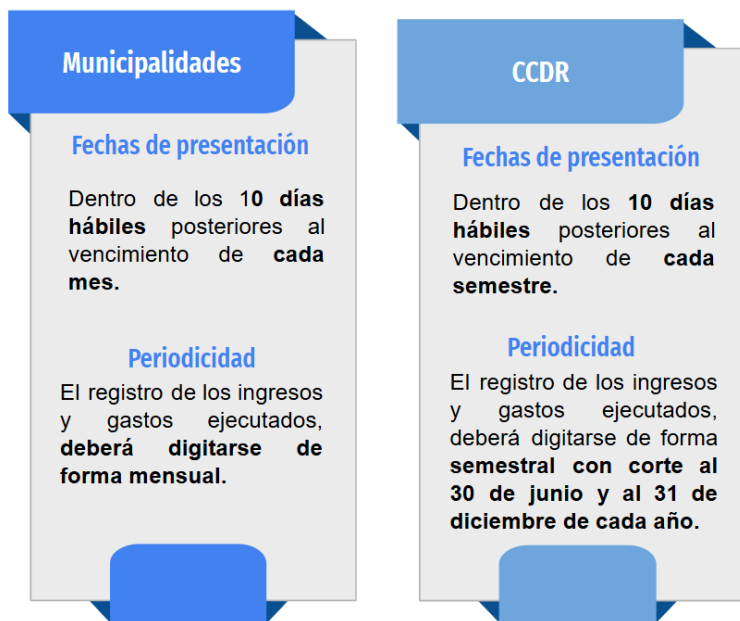 Municipalidades
Fechas de presentación
Dentro de los 10 días
hábiles posteriores al
vencimiento de cada
mes.
Periodicidad
El registro de los ingresos
y gastos ejecutados,
deberá digitarse de
forma mensual.
CCDR
Fechas de presentación
Dentro de los 10 días
hábiles posteriores al
vencimiento de cada
semestre.
Periodicidad
El registro de los ingresos
y gastos ejecutados,
deberá digitarse de forma
semestral con corte al
30 de junio y al 31 de
diciembre de cada año.